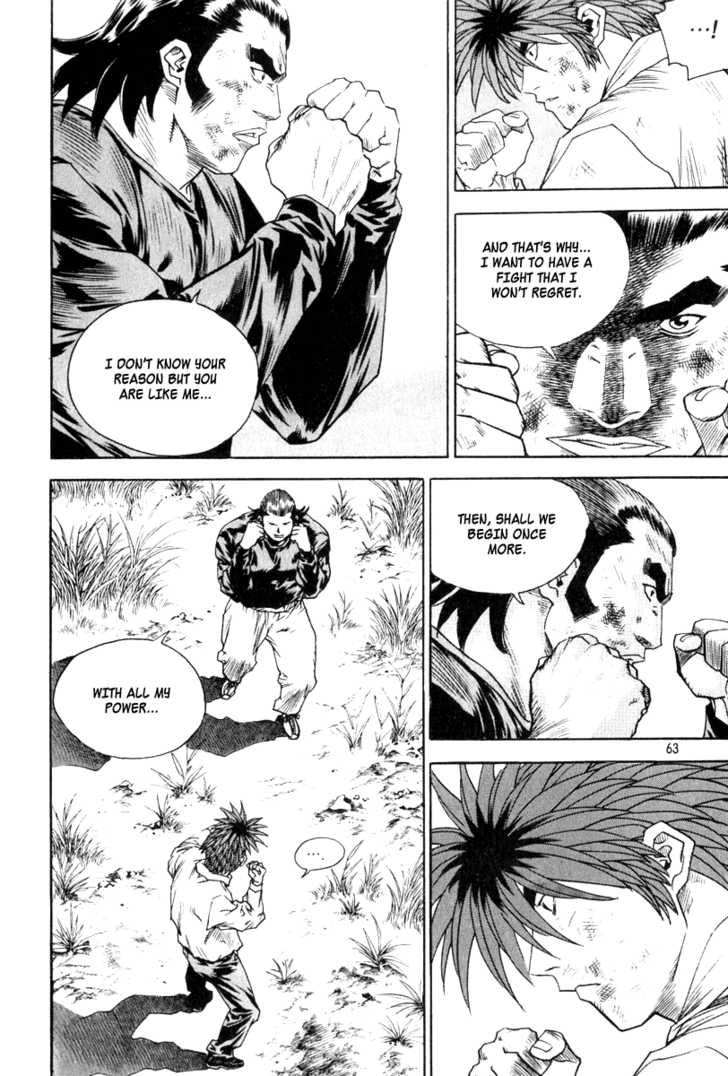 ...!
AND THAT'S WHY...
I WANT TO HAVE A
FIGHT THAT I
WON'T REGRET.
I DON'T KNOW YOUR
REASON BUT YOU
ARE LIKE ME...
THEN, SHALL WE
BEGIN ONCE
MORE.
63
WITH ALL MY
POWER...
...